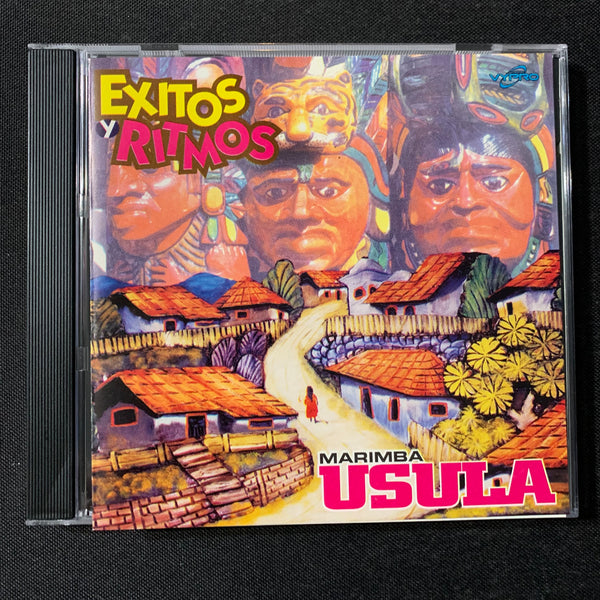 VYPRO
EXITOS
y RITMOS
MARIMBA
USULA